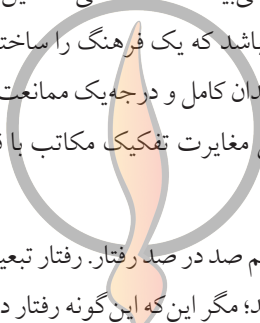 باشد که یک فرهنگ را ساخت
دان کامل و درجه‌یک ممانعت
مغایرت تفکیک مکاتب با ق
م صد در صد رفتار. رفتار تبعی
د؛ مگر این‌که این‌گونه رفتار د